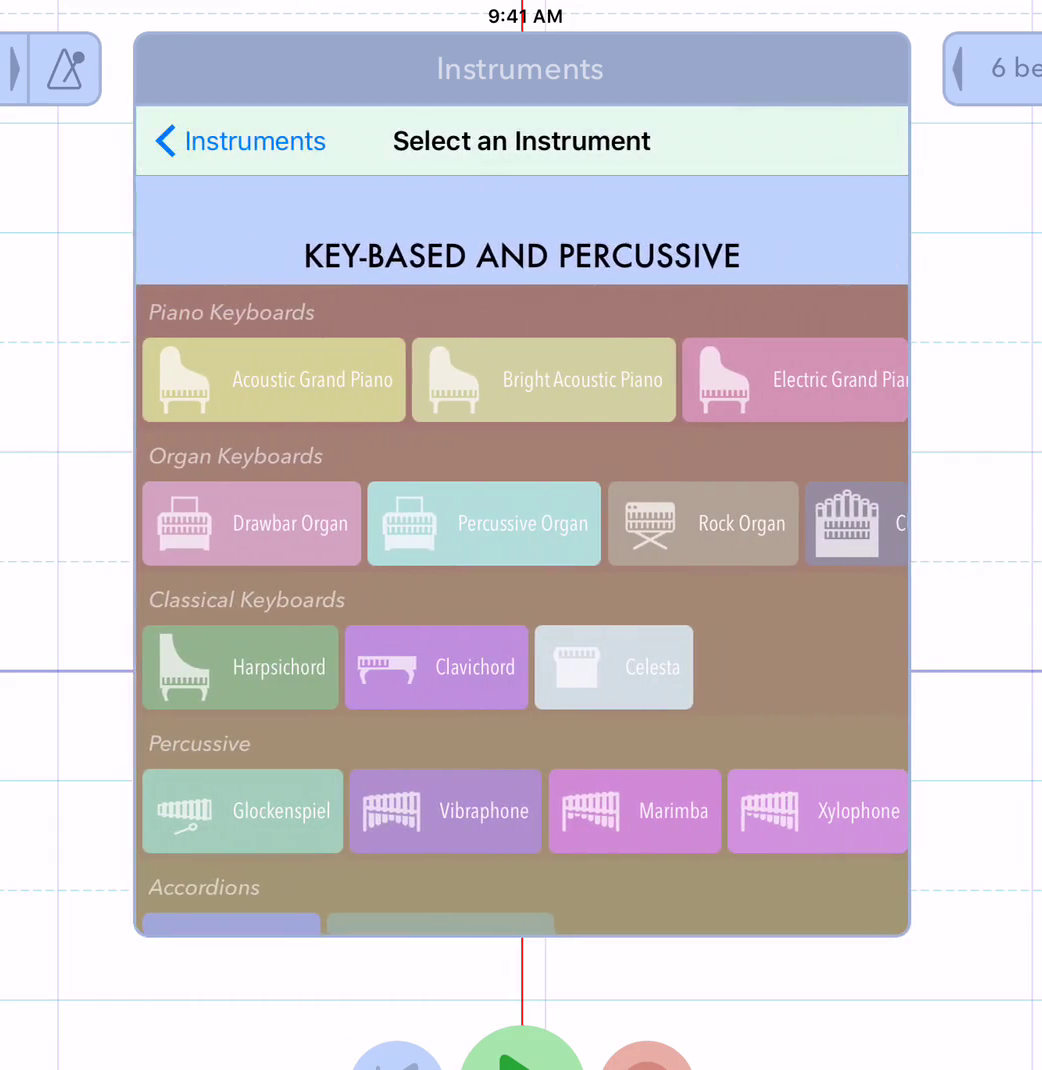 9:41 AM
Instruments
6 be
Instruments
Select an Instrument
KEY-BASED AND PERCUSSIVE
Piano Keyboards
Acoustic Grand Piano
Bright Acoustic Piano
Electric Grand Pia
Organ Keyboards
Drawbar Organ
Percussive Organ
Rock Organ
C
Classical Keyboards
Harpsichord
Clavichord
Celesta
Percussive
Glockenspiel
Vibraphone
Marimba
Xylophone
Accordions